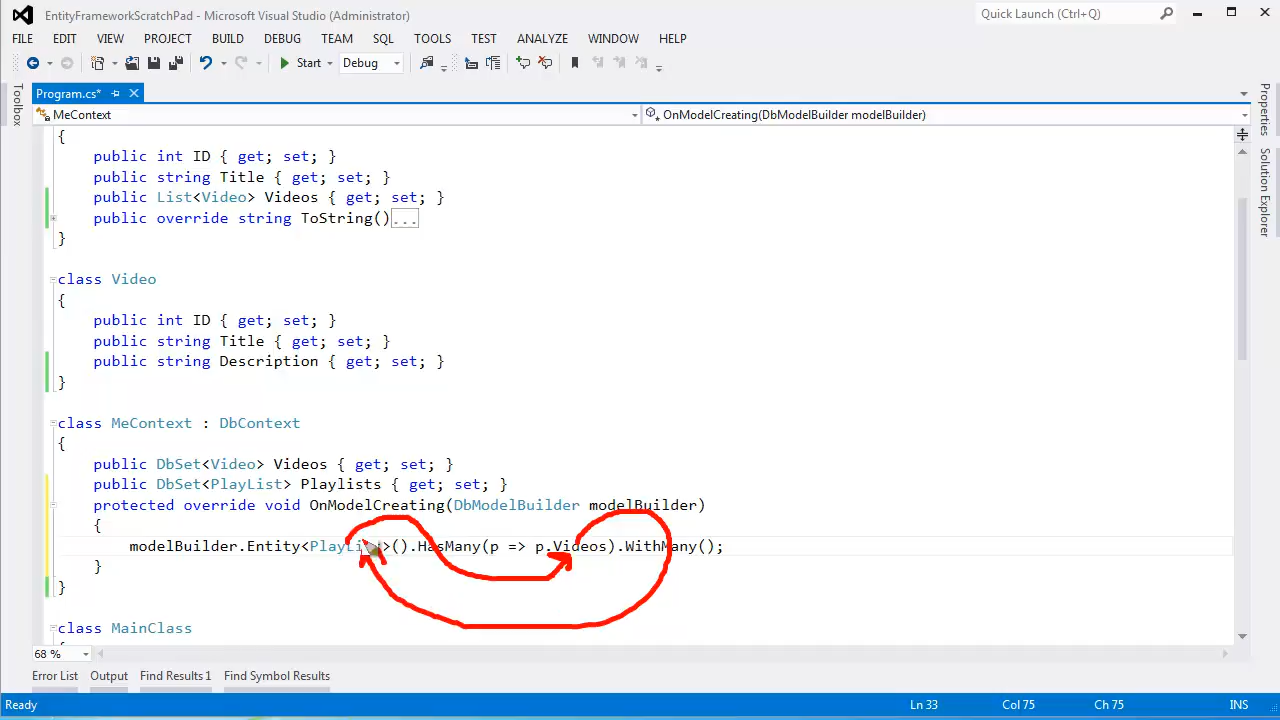 EntityFrameworkScratchPad - Microsoft Visual Studio (Administrator)
Quick Launch (Ctrl+Q)
FILE EDIT VIEW PROJECT BUILD DEBUG TEAM SQL TOOLS TEST ANALYZE WINDOW HELP
Start Debug
Toolbox
Program.cs*
Properties
Solution Explorer
MeContext OnModelCreating(DbModelBuilder modelBuilder)
{
public int ID { get; set; }
public string Title { get; set; }
public List<Video> Videos { get; set; }
public override string ToString()...
}
class Video
{
public int ID { get; set; }
public string Title { get; set; }
public string Description { get; set; }
}
class MeContext : DbContext
{
public DbSet<Video> Videos { get; set; }
public DbSet<PlayList> Playlists { get; set; }
protected override void OnModelCreating(DbModelBuilder modelBuilder)
{
modelBuilder.Entity<PlayList>().HasMany(p => p.Videos).WithMany();
}
}
class MainClass
68 %
Error List Output Find Results 1 Find Symbol Results
Ready Ln 33 Col 75 Ch 75 INS